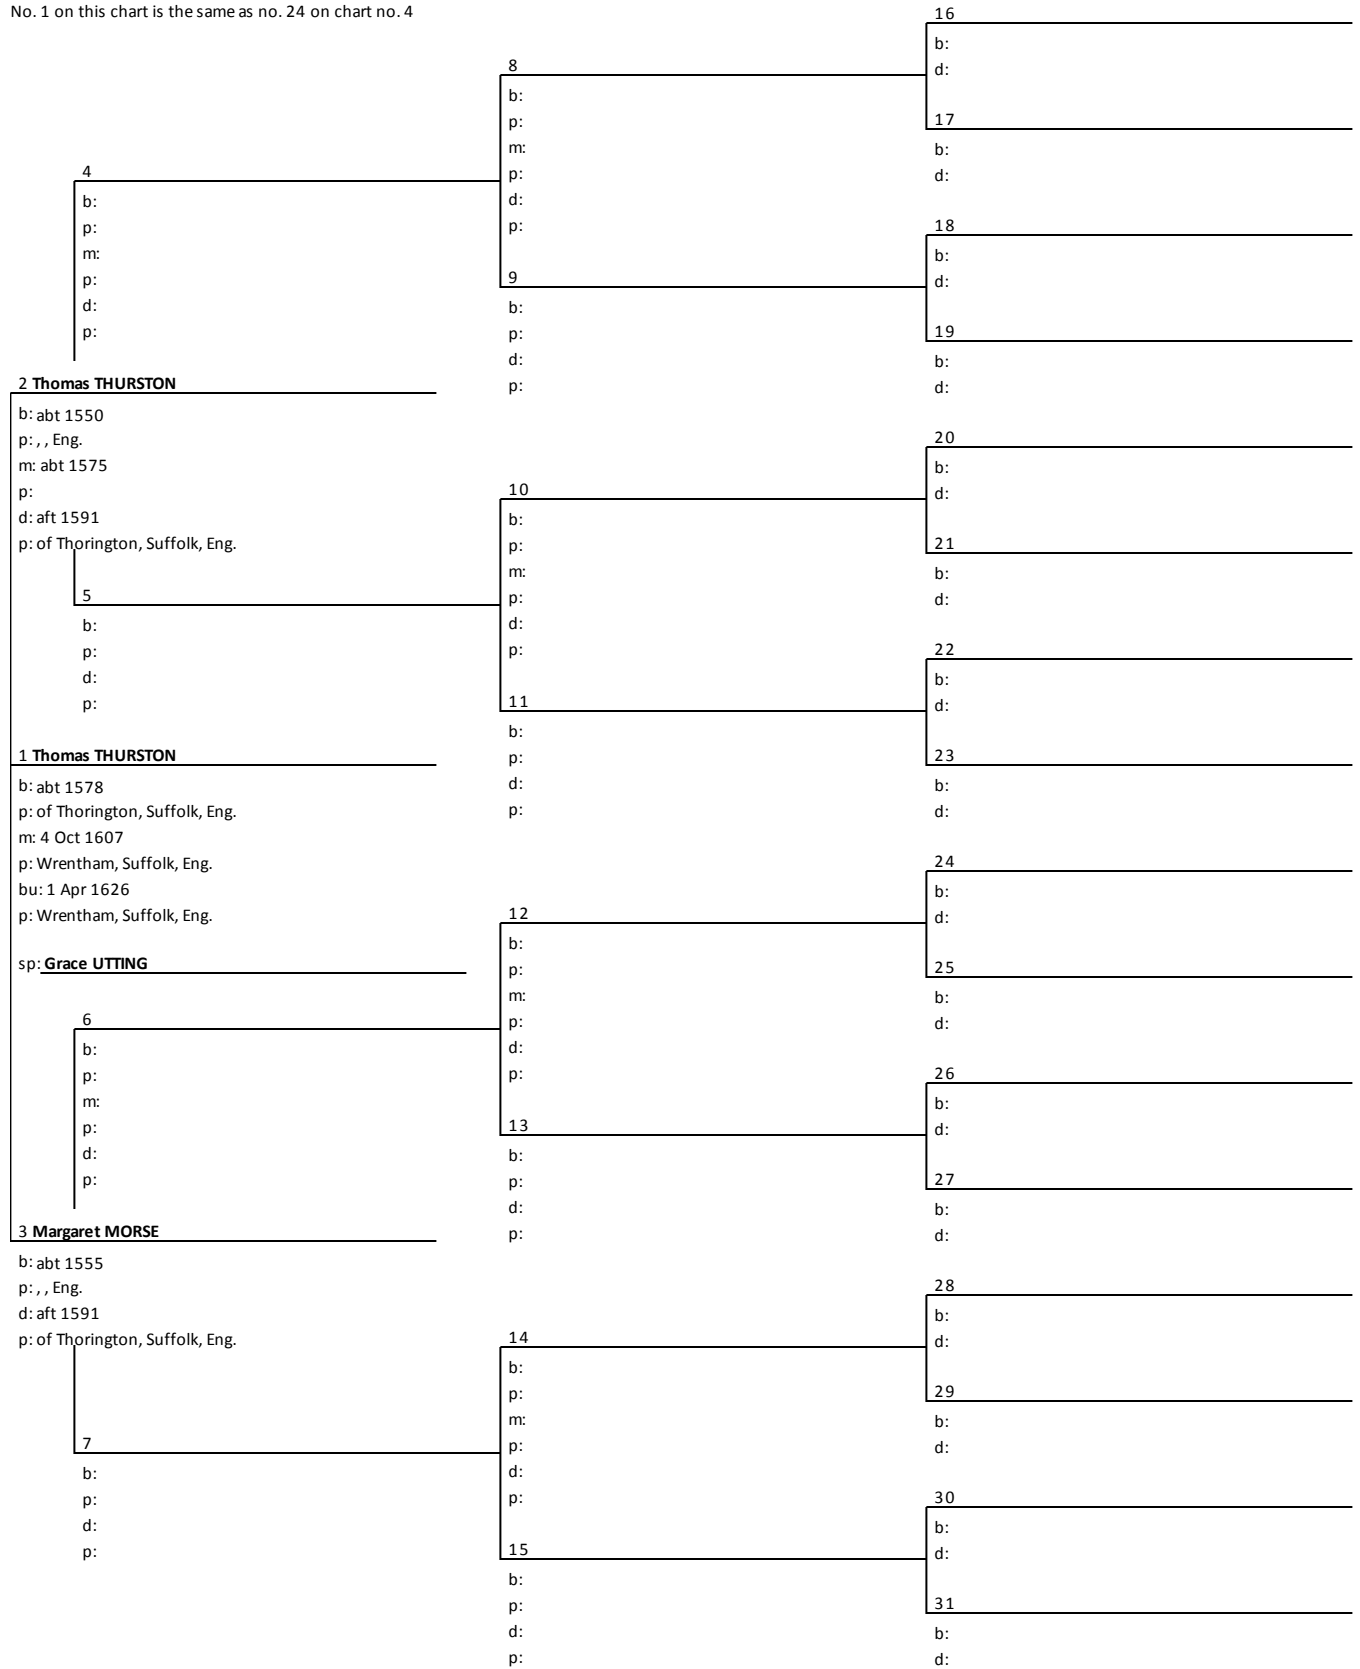 No. 1 on this chart is the same as no. 24 on chart no. 4
2 Thomas THURSTON
b: abt 1550
p: , , Eng.
m: abt 1575
p:
d: aft 1591
p: of Thorington, Suffolk, Eng.
1 Thomas THURSTON
b: abt 1578
p: of Thorington, Suffolk, Eng.
m: 4 Oct 1607
p: Wrentham, Suffolk, Eng.
bu: 1 Apr 1626
p: Wrentham, Suffolk, Eng.
sp: Grace UTTING
3 Margaret MORSE
b: abt 1555
p: , , Eng.
d: aft 1591
p: of Thorington, Suffolk, Eng.
4
b:
p:
m:
p:
d:
p:
5
b:
p:
d:
p:
6
b:
p:
m:
p:
d:
p:
7
b:
p:
d:
p:
8
b:
p:
m:
p:
d:
p:
9
b:
p:
d:
p:
10
b:
p:
m:
p:
d:
p:
11
b:
p:
d:
p:
12
b:
p:
m:
p:
d:
p:
13
b:
p:
d:
p:
14
b:
p:
m:
p:
d:
p:
15
b:
p:
d:
p:
16
b:
d:
17
b:
d:
18
b:
d:
19
b:
d:
20
b:
d:
21
b:
d:
22
b:
d:
23
b:
d:
24
b:
d:
25
b:
d:
26
b:
d:
27
b:
d:
28
b:
d:
29
b:
d:
30
b:
d:
31
b:
d: